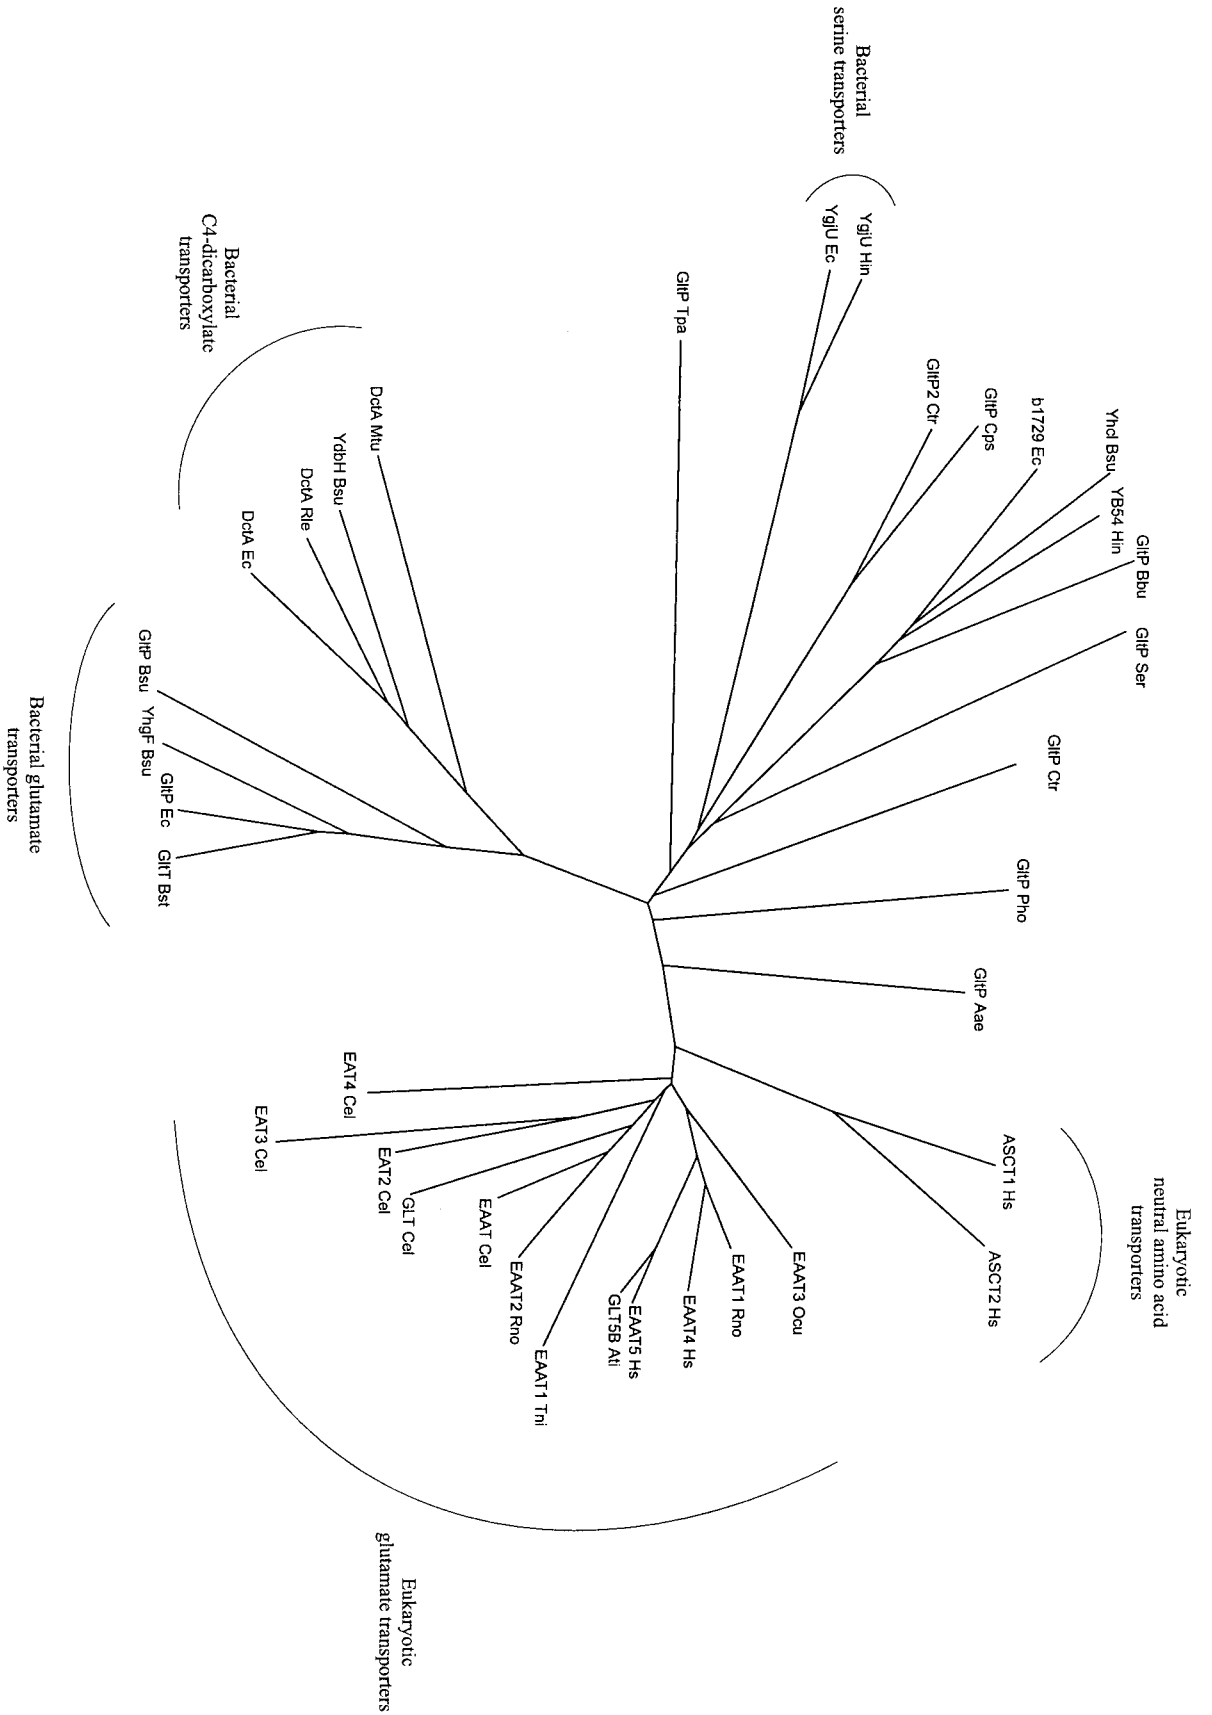 Bacterial
serine transporters
YgjU Hin
YgjU Ec
GltP Tpa
GltP2 Ctr
GltP Cps
b1729 Ec
YhcI Bsu
YB54 Hin
GltP Bbu
GltP Ser
GltP Ctr
GltP Pho
GltP Aae
Eukaryotic
neutral amino acid
transporters
ASCT1 Hs
ASCT2 Hs
EAAT3 Ocu
EAAT1 Rno
EAAT4 Hs
EAAT5 Hs
GLT5B Ati
EAAT1 Tni
EAAT2 Rno
EAAT Cel
GLT Cel
EAT2 Cel
EAT3 Cel
EAT4 Cel
Eukaryotic
glutamate transporters
Bacterial
C4-dicarboxylate
transporters
DctA Mtu
YdbH Bsu
DctA Rle
DctA Ec
GltP Bsu
YhgF Bsu
GltP Ec
GltT Bst
Bacterial glutamate
transporters